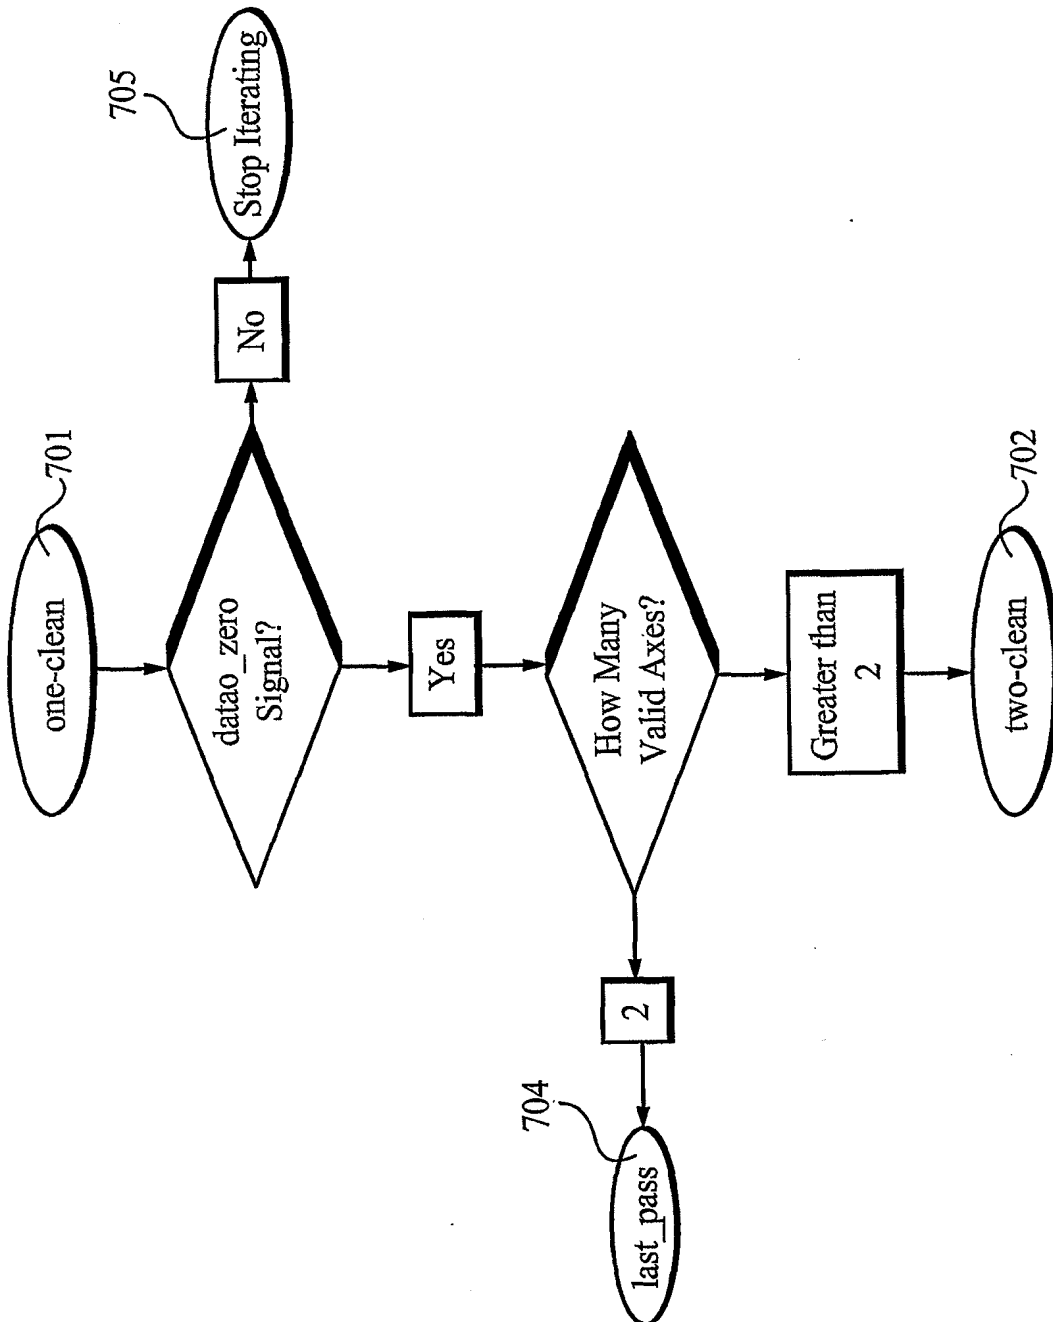 one-clean
701
datao_zero
Signal?
No
Stop Iterating
705
Yes
How Many
Valid Axes?
2
last_pass
704
Greater than
2
two-clean
702